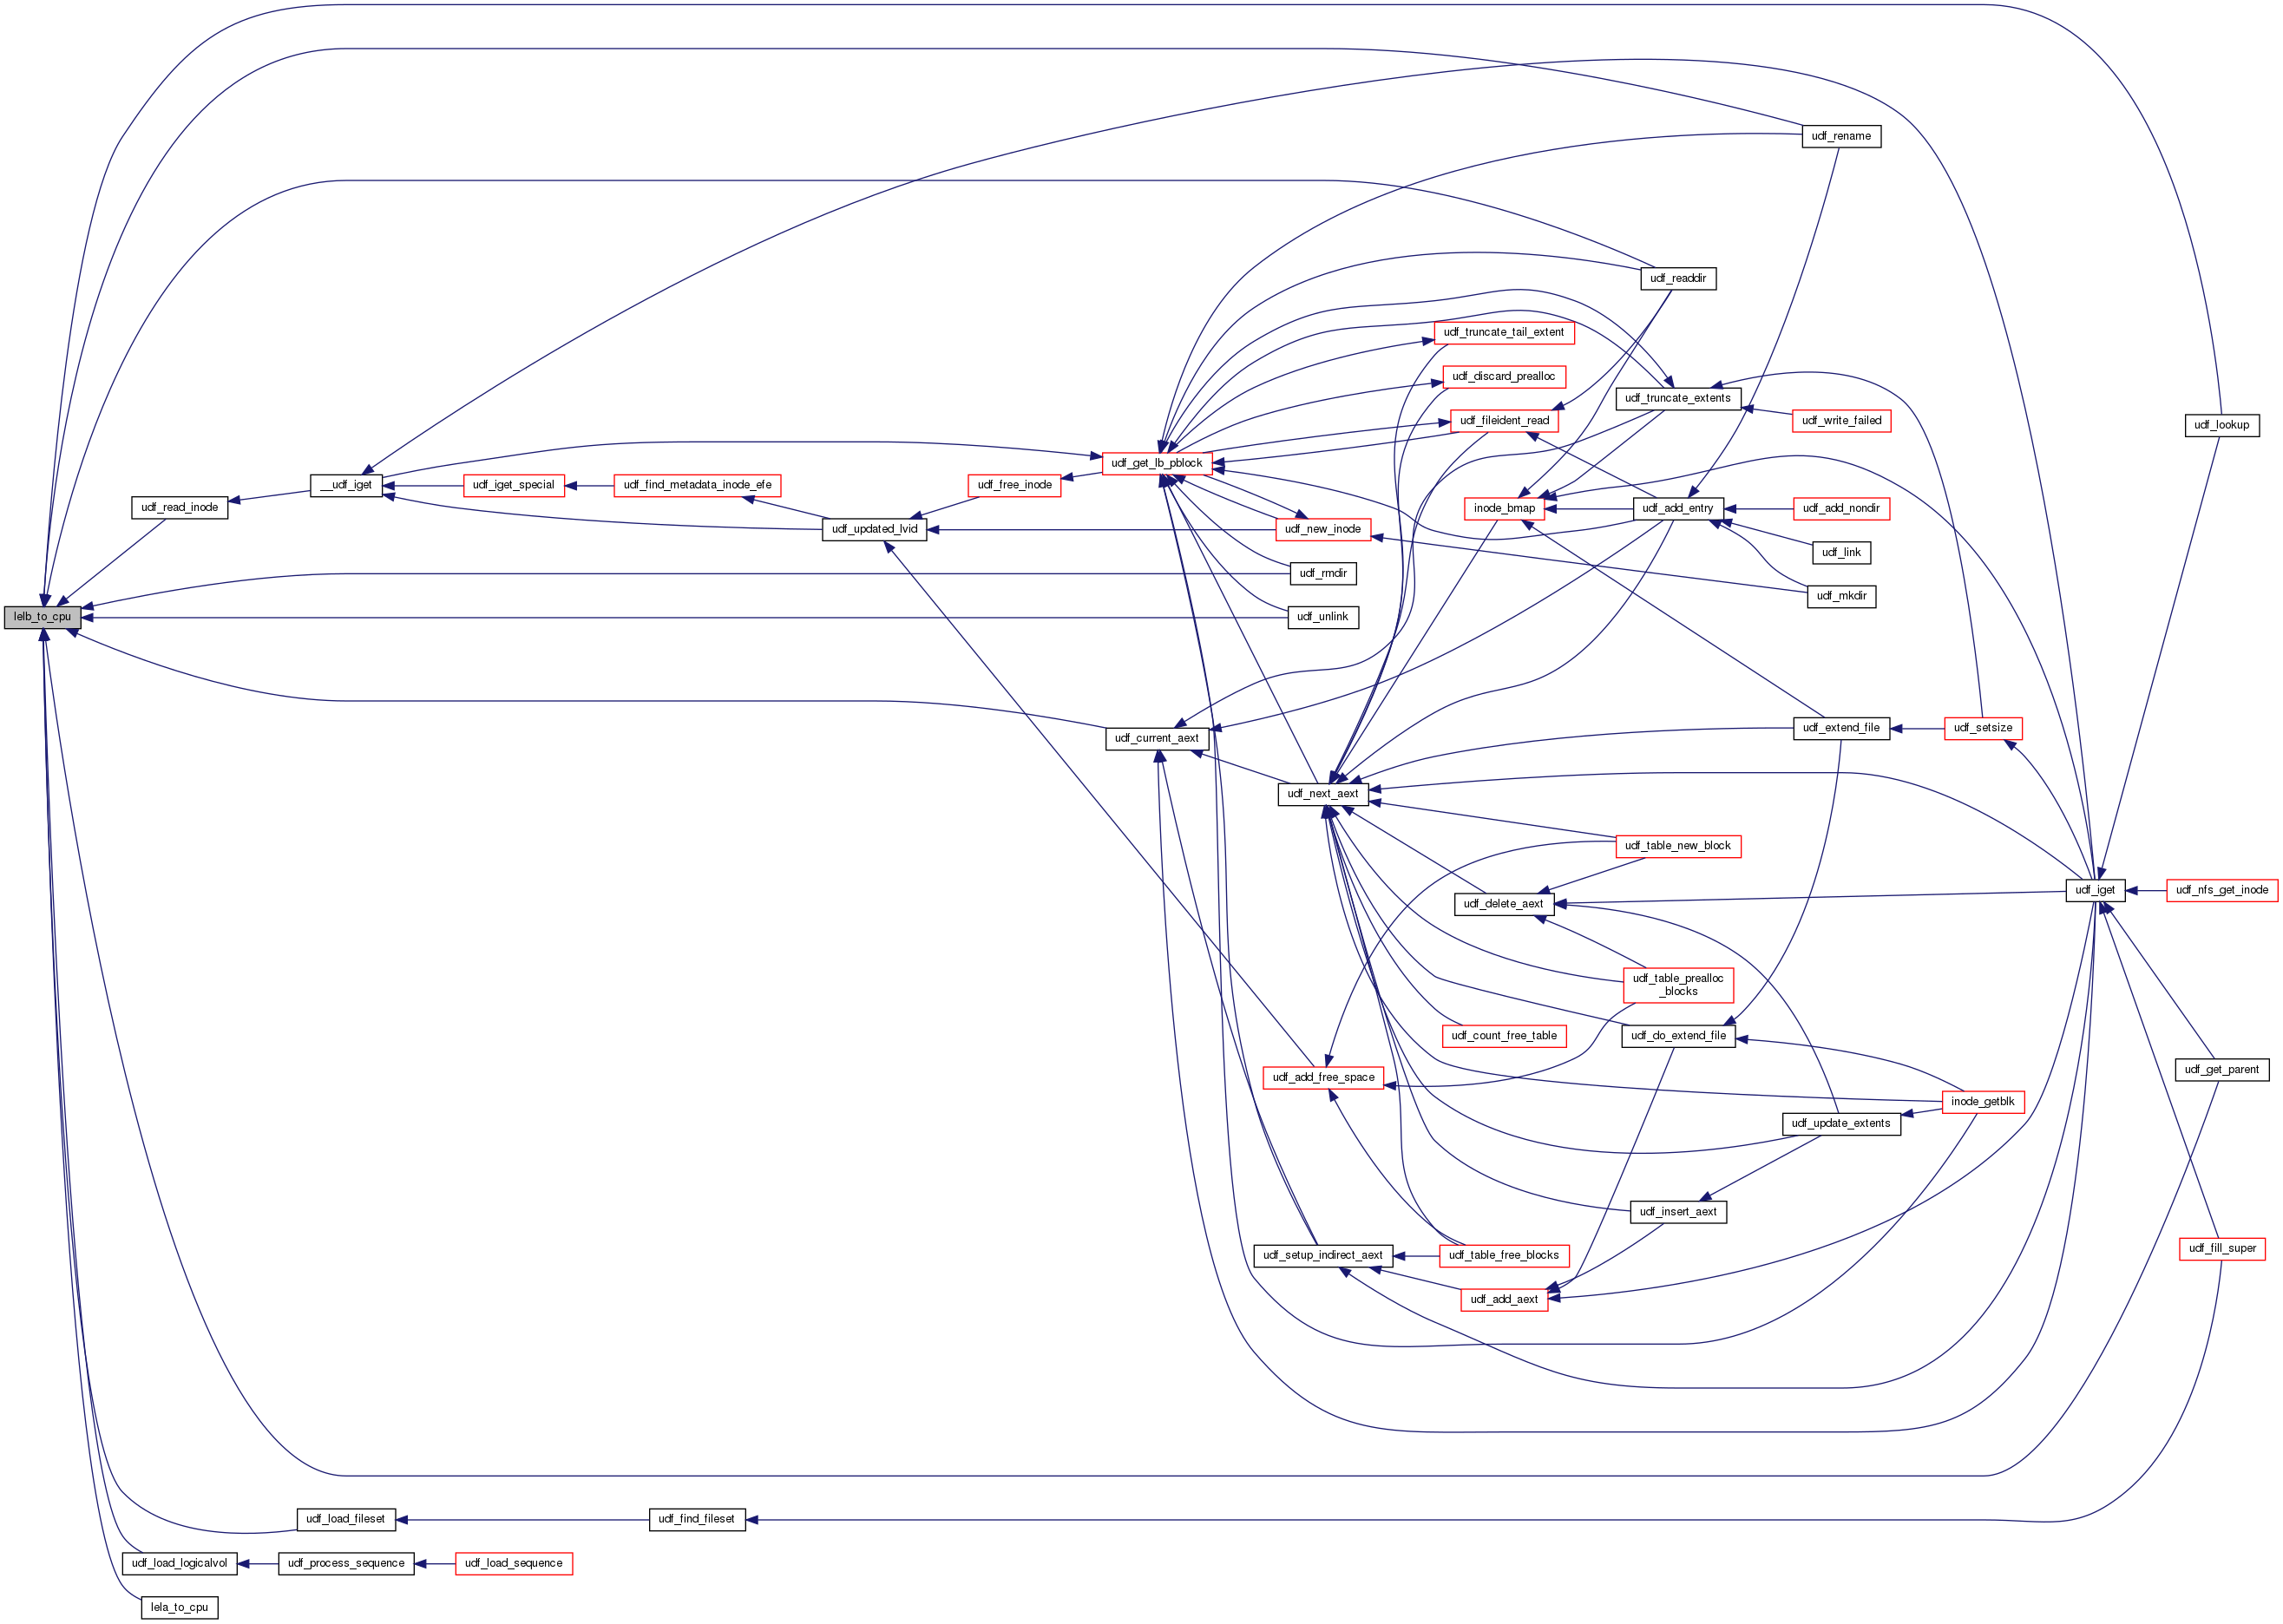 udf_rename
udf_readdir
udf_truncate_tail_extent
udf_discard_prealloc
udf_truncate_extents
udf_fileident_read
udf_write_failed
udf_lookup
udf_get_lb_pblock
__udf_iget
udf_iget_special
udf_find_metadata_inode_efe
udf_free_inode
udf_read_inode
inode_bmap
udf_add_entry
udf_add_nondir
udf_updated_lvid
udf_new_inode
udf_link
udf_rmdir
udf_mkdir
lelb_to_cpu
udf_unlink
udf_current_aext
udf_extend_file
udf_setsize
udf_next_aext
udf_table_new_block
udf_iget
udf_nfs_get_inode
udf_delete_aext
udf_table_prealloc
_blocks
udf_count_free_table
udf_do_extend_file
udf_add_free_space
udf_get_parent
inode_getblk
udf_update_extents
udf_insert_aext
udf_setup_indirect_aext
udf_table_free_blocks
udf_fill_super
udf_add_aext
udf_load_fileset
udf_find_fileset
udf_load_logicalvol
udf_process_sequence
udf_load_sequence
lela_to_cpu